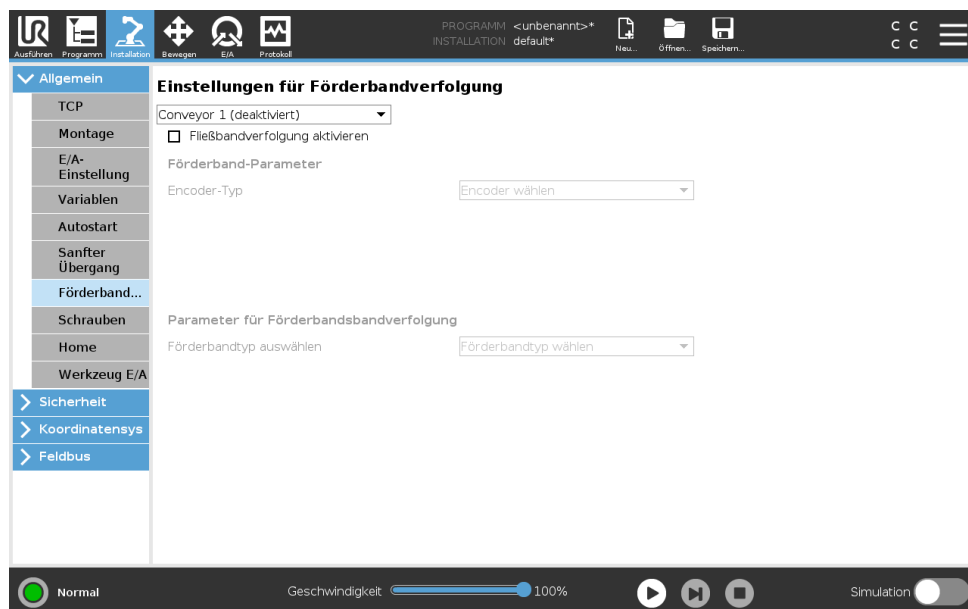 UR
PROGRAMM <unbenannt>*
INSTALLATION default*
C C
C C
Ausführen Programm Installation Bewegen E/A Protokoll Neu... Öffnen... Speichern...
Allgemein
TCP
Montage
E/A-
Einstellung
Variablen
Autostart
Sanfter
Übergang
Förderband...
Schrauben
Home
Werkzeug E/A
Sicherheit
Koordinatensys
Feldbus
Einstellungen für Förderbandverfolgung
Conveyor 1 (deaktiviert)
Fließbandverfolgung aktivieren
Förderband-Parameter
Encoder-Typ Encoder wählen
Parameter für Förderbandsbandverfolgung
Förderbandtyp auswählen Förderbandtyp wählen
Normal Geschwindigkeit 100% Simulation